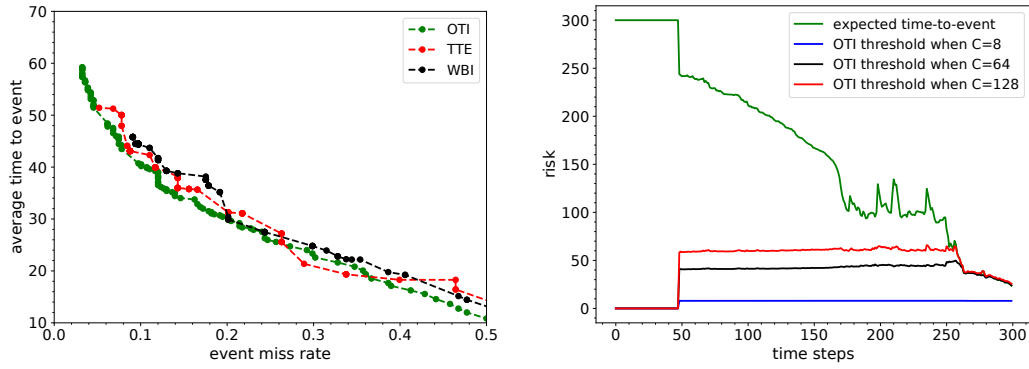 70
60
50
40
30
20
10
0.0 0.1 0.2 0.3 0.4 0.5
average time to event
event miss rate
OTI
TTE
WBI
300
250
200
150
100
50
0
0 50 100 150 200 250 300
risk
time steps
expected time-to-event
OTI threshold when C=8
OTI threshold when C=64
OTI threshold when C=128